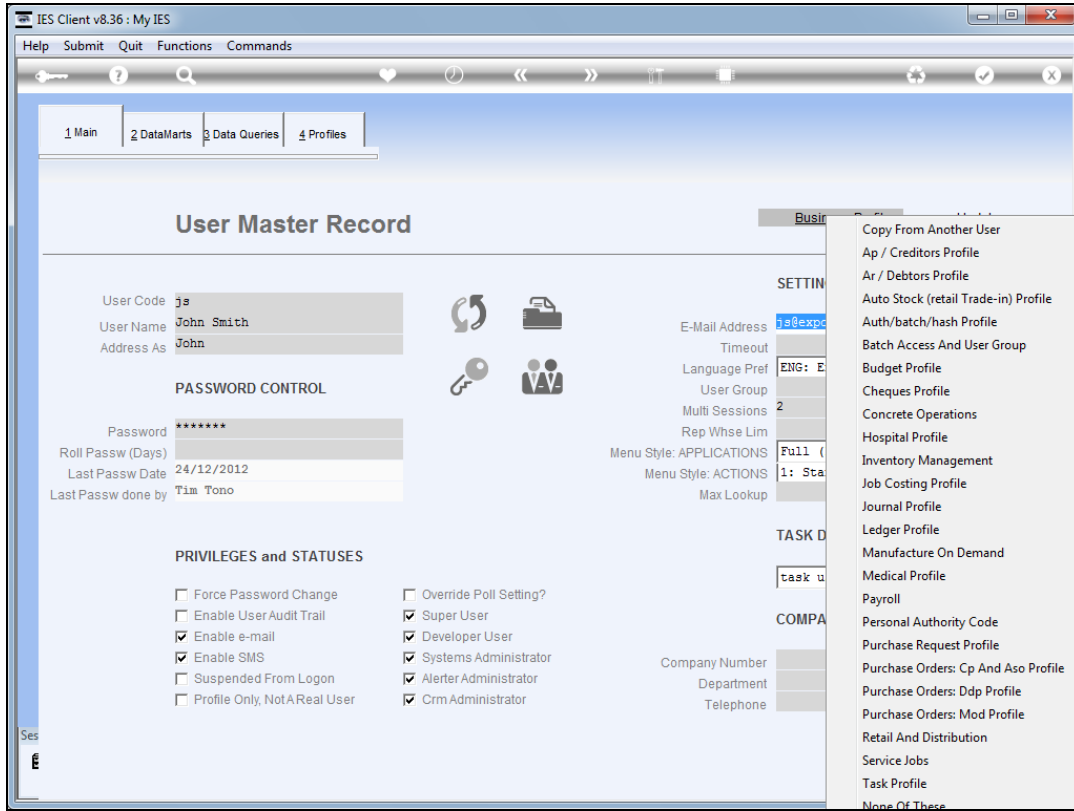 IES Client v8.36 : My IES
Help Submit Quit Functions Commands
1 Main 2 DataMarts 3 Data Queries 4 Profiles
User Master Record
User Code js
User Name John Smith
Address As John
PASSWORD CONTROL
Password *******
Roll Passw (Days)
Last Passw Date 24/12/2012
Last Passw done by Tim Tono
PRIVILEGES and STATUSES
Force Password Change
Enable User Audit Trail
Enable e-mail
Enable SMS
Suspended From Logon
Profile Only, Not A Real User
Override Poll Setting?
Super User
Developer User
Systems Administrator
Alerter Administrator
Crm Administrator
E-Mail Address
Timeout
Language Pref ENG:
User Group
Multi Sessions 2
Rep Whse Lim
Menu Style: APPLICATIONS Full (
Menu Style: ACTIONS 1:
Max Lookup
task
Company Number
Department
Telephone
Copy From Another User
Ap / Creditors Profile
Ar / Debtors Profile
Auto Stock (retail Trade-in) Profile
Auth/batch/hash Profile
Batch Access And User Group
Budget Profile
Cheques Profile
Concrete Operations
Hospital Profile
Inventory Management
Job Costing Profile
Journal Profile
Ledger Profile
Manufacture On Demand
Medical Profile
Payroll
Personal Authority Code
Purchase Request Profile
Purchase Orders: Cp And Aso Profile
Purchase Orders: Ddp Profile
Purchase Orders: Mod Profile
Retail And Distribution
Service Jobs
Task Profile
None Of These